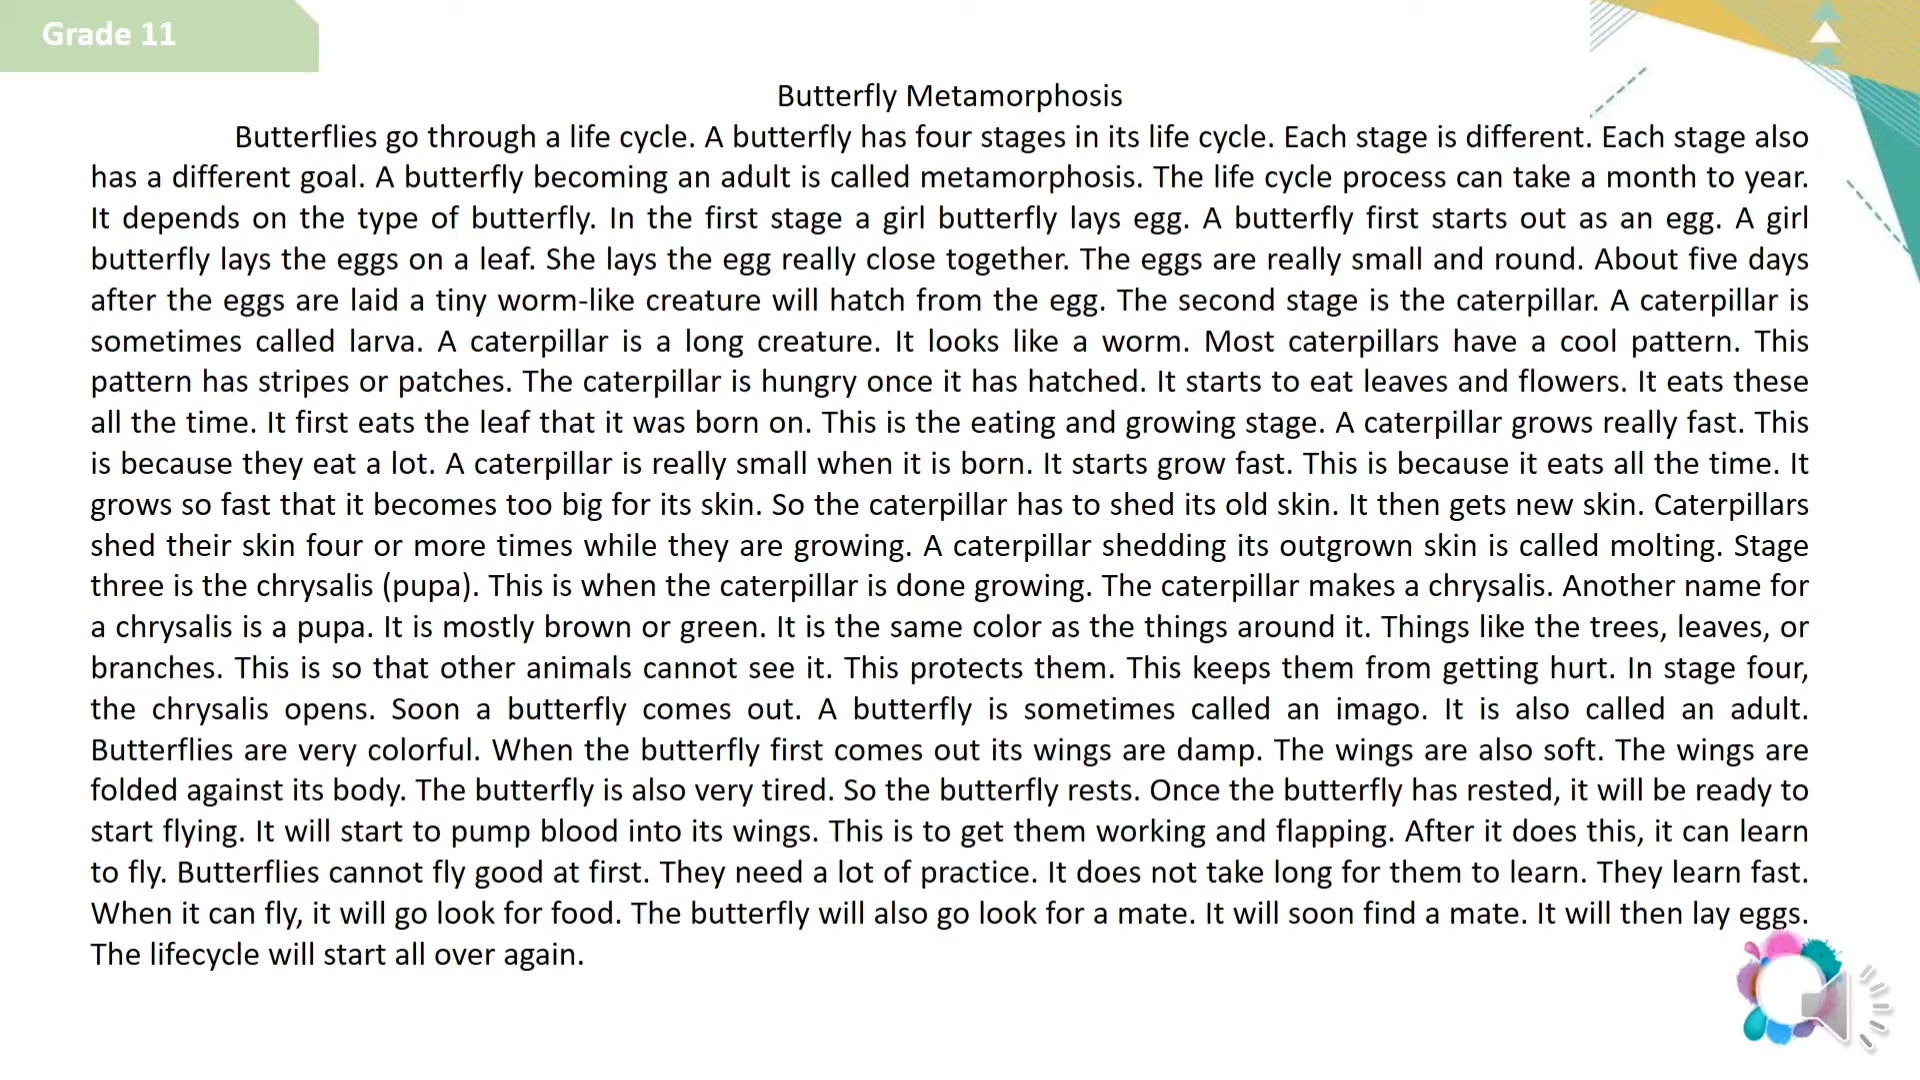 Grade 11
Butterfly Metamorphosis
Butterflies go through a life cycle. A butterfly has four stages in its life cycle. Each stage is different. Each stage also
has a different goal. A butterfly becoming an adult is called metamorphosis. The life cycle process can take a month to year.
It depends on the type of butterfly. In the first stage a girl butterfly lays egg. A butterfly first starts out as an egg. A girl
butterfly lays the eggs on a leaf. She lays the egg really close together. The eggs are really small and round. About five days
after the eggs are laid a tiny worm-like creature will hatch from the egg. The second stage is the caterpillar. A caterpillar is
sometimes called larva. A caterpillar is a long creature. It looks like a worm. Most caterpillars have a cool pattern. This
pattern has stripes or patches. The caterpillar is hungry once it has hatched. It starts to eat leaves and flowers. It eats these
all the time. It first eats the leaf that it was born on. This is the eating and growing stage. A caterpillar grows really fast. This
is because they eat a lot. A caterpillar is really small when it is born. It starts grow fast. This is because it eats all the time. It
grows so fast that it becomes too big for its skin. So the caterpillar has to shed its old skin. It then gets new skin. Caterpillars
shed their skin four or more times while they are growing. A caterpillar shedding its outgrown skin is called molting. Stage
three is the chrysalis (pupa). This is when the caterpillar is done growing. The caterpillar makes a chrysalis. Another name for
a chrysalis is a pupa. It is mostly brown or green. It is the same color as the things around it. Things like the trees, leaves, or
branches. This is so that other animals cannot see it. This protects them. This keeps them from getting hurt. In stage four,
the chrysalis opens. Soon a butterfly comes out. A butterfly is sometimes called an imago. It is also called an adult.
Butterflies are very colorful. When the butterfly first comes out its wings are damp. The wings are also soft. The wings are
folded against its body. The butterfly is also very tired. So the butterfly rests. Once the butterfly has rested, it will be ready to
start flying. It will start to pump blood into its wings. This is to get them working and flapping. After it does this, it can learn
to fly. Butterflies cannot fly good at first. They need a lot of practice. It does not take long for them to learn. They learn fast.
When it can fly, it will go look for food. The butterfly will also go look for a mate. It will soon find a mate. It will then lay eggs.
The lifecycle will start all over again.